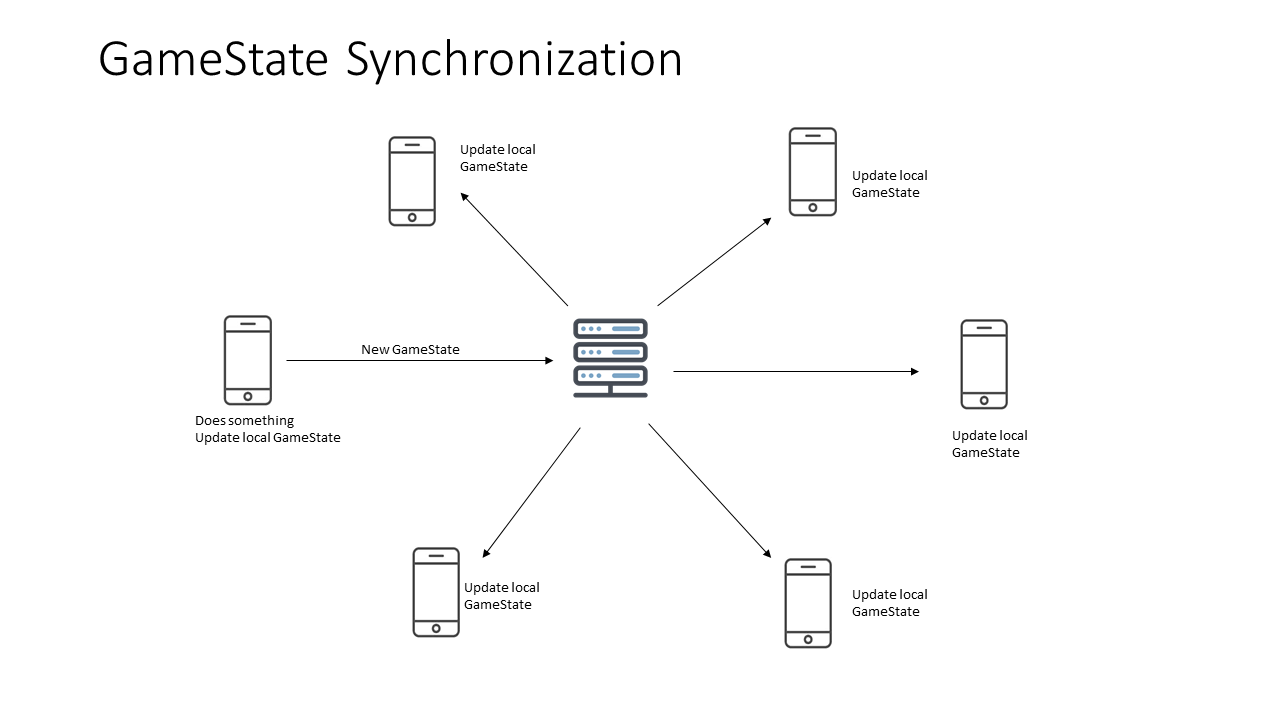 GameState Synchronization
Update local
GameState
Update local
GameState
New GameState
Does something
Update local GameState
Update local
GameState
Update local
GameState
Update local
GameState